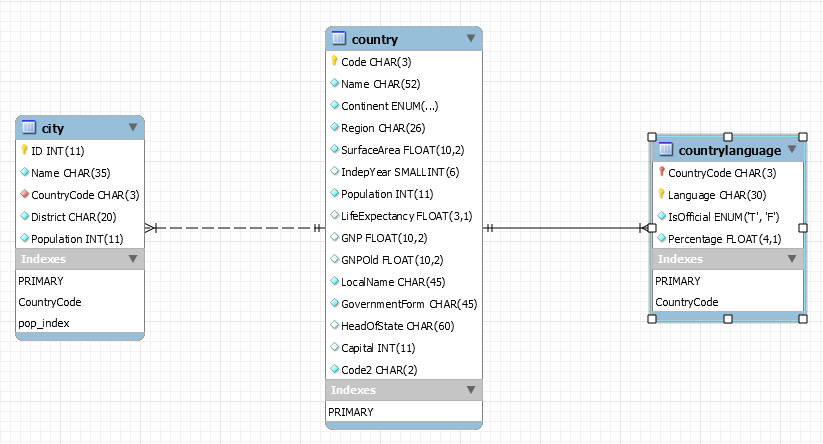 city
ID INT(11)
Name CHAR(35)
CountryCode CHAR(3)
District CHAR(20)
Population INT(11)
Indexes
PRIMARY
CountryCode
pop_index
country
Code CHAR(3)
Name CHAR(52)
Continent ENUM(...)
Region CHAR(26)
SurfaceArea FLOAT(10,2)
IndepYear SMALLINT(6)
Population INT(11)
LifeExpectancy FLOAT(3,1)
GNP FLOAT(10,2)
GNPOld FLOAT(10,2)
LocalName CHAR(45)
GovernmentForm CHAR(45)
HeadOfState CHAR(60)
Capital INT(11)
Code2 CHAR(2)
Indexes
PRIMARY
countrylanguage
CountryCode CHAR(3)
Language CHAR(30)
IsOfficial ENUM('T', 'F')
Percentage FLOAT(4,1)
Indexes
PRIMARY
CountryCode